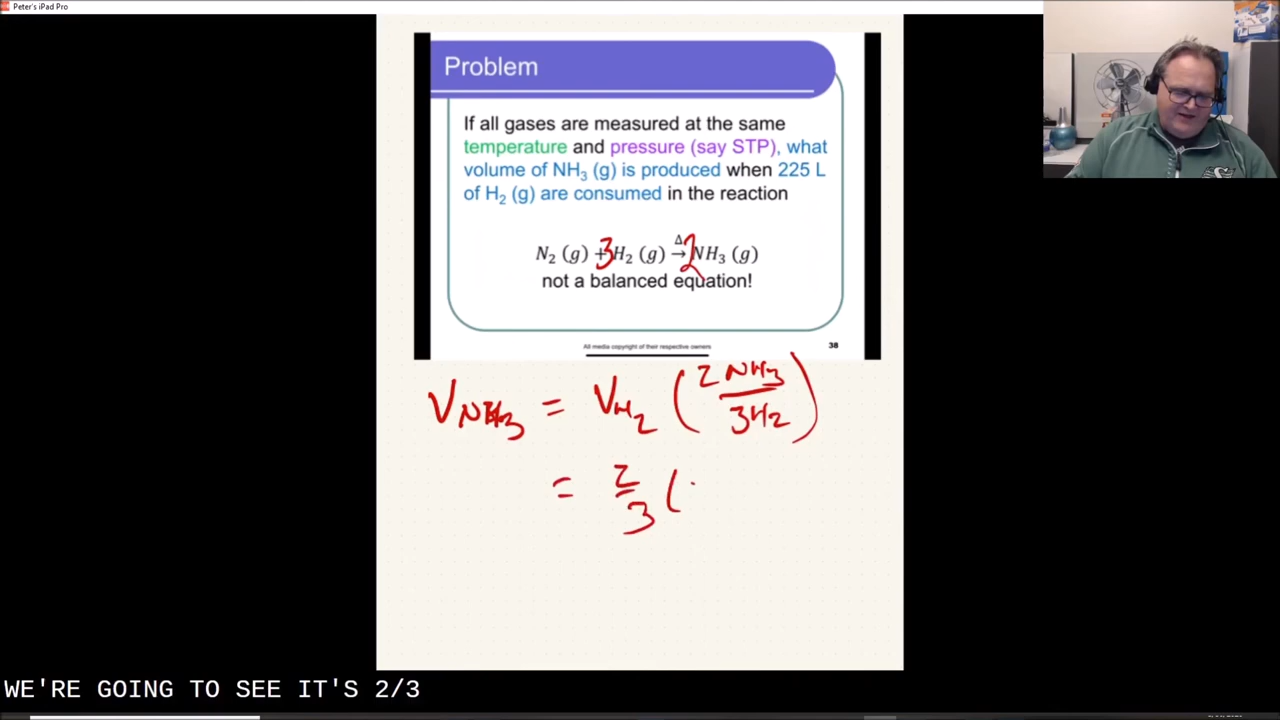 Peter's iPad Pro
Problem
If all gases are measured at the same
temperature and pressure (say STP), what
volume of NH₃ (g) is produced when 225 L
of H₂ (g) are consumed in the reaction
N₂ (g) + 3H₂ (g) →^Δ 2NH₃ (g)
not a balanced equation!
All media copyright of their respective owners
38
V_NH₃ = V_H₂ (2NH₃/3H₂)
= 2/3 (
WE'RE GOING TO SEE IT'S 2/3